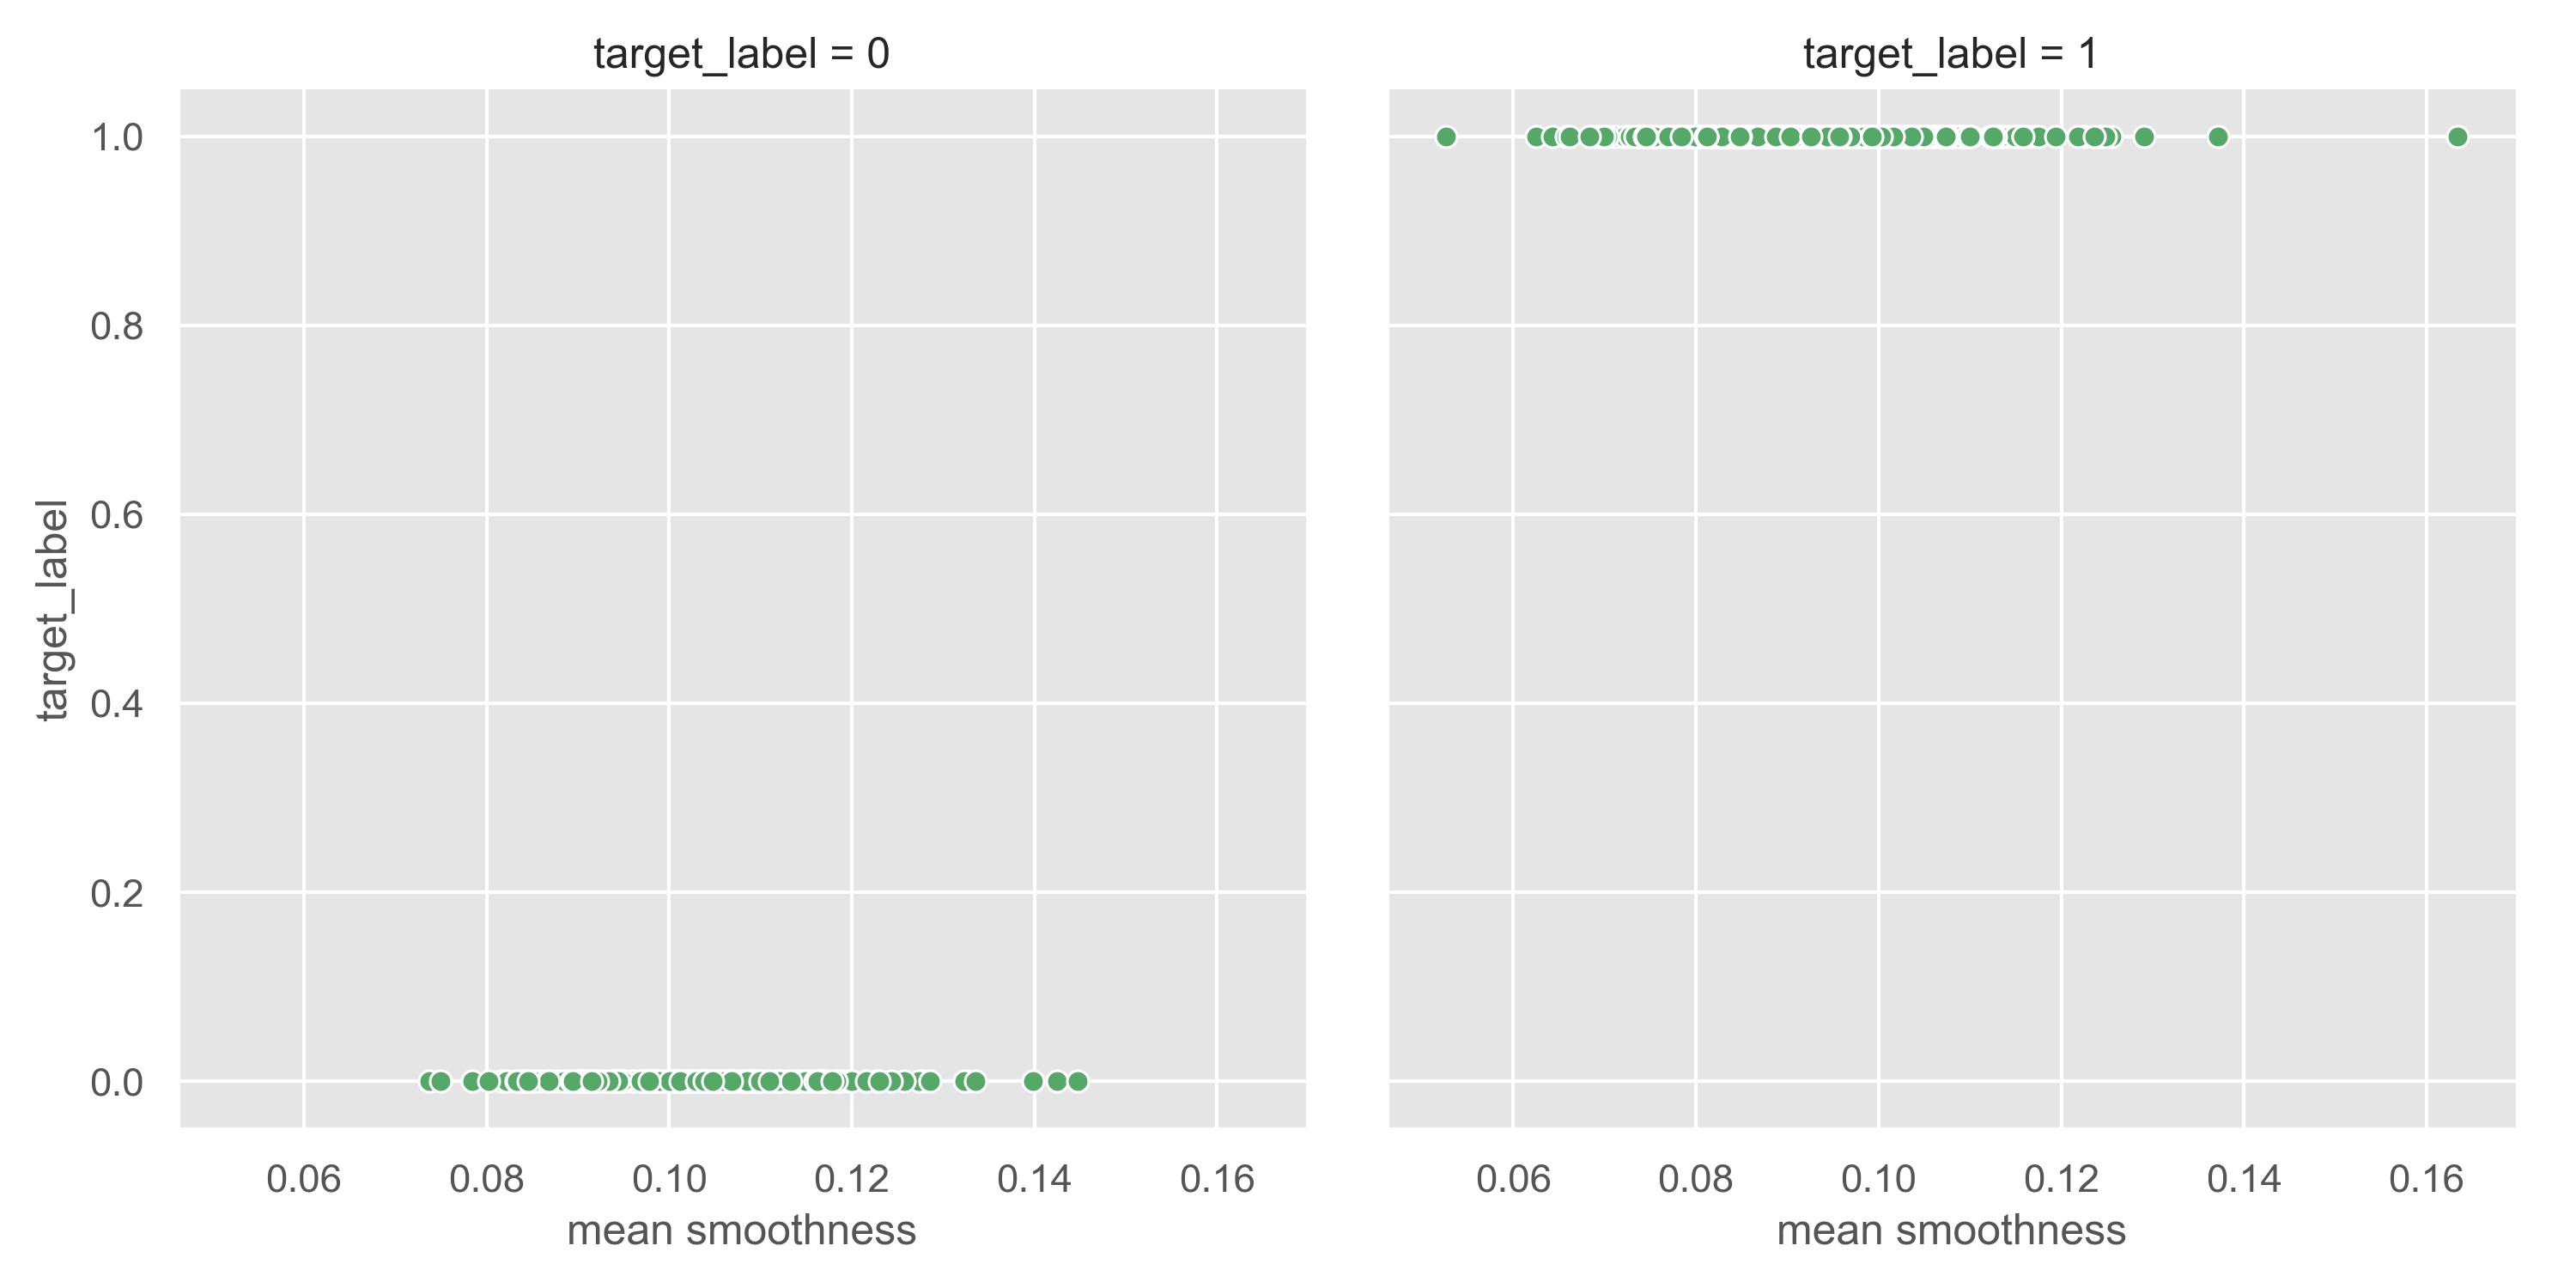 target_label = 0
target_label = 1
1.0
0.8
0.6
0.4
0.2
0.0
target_label
0.06 0.08 0.10 0.12 0.14 0.16
0.06 0.08 0.10 0.12 0.14 0.16
mean smoothness
mean smoothness